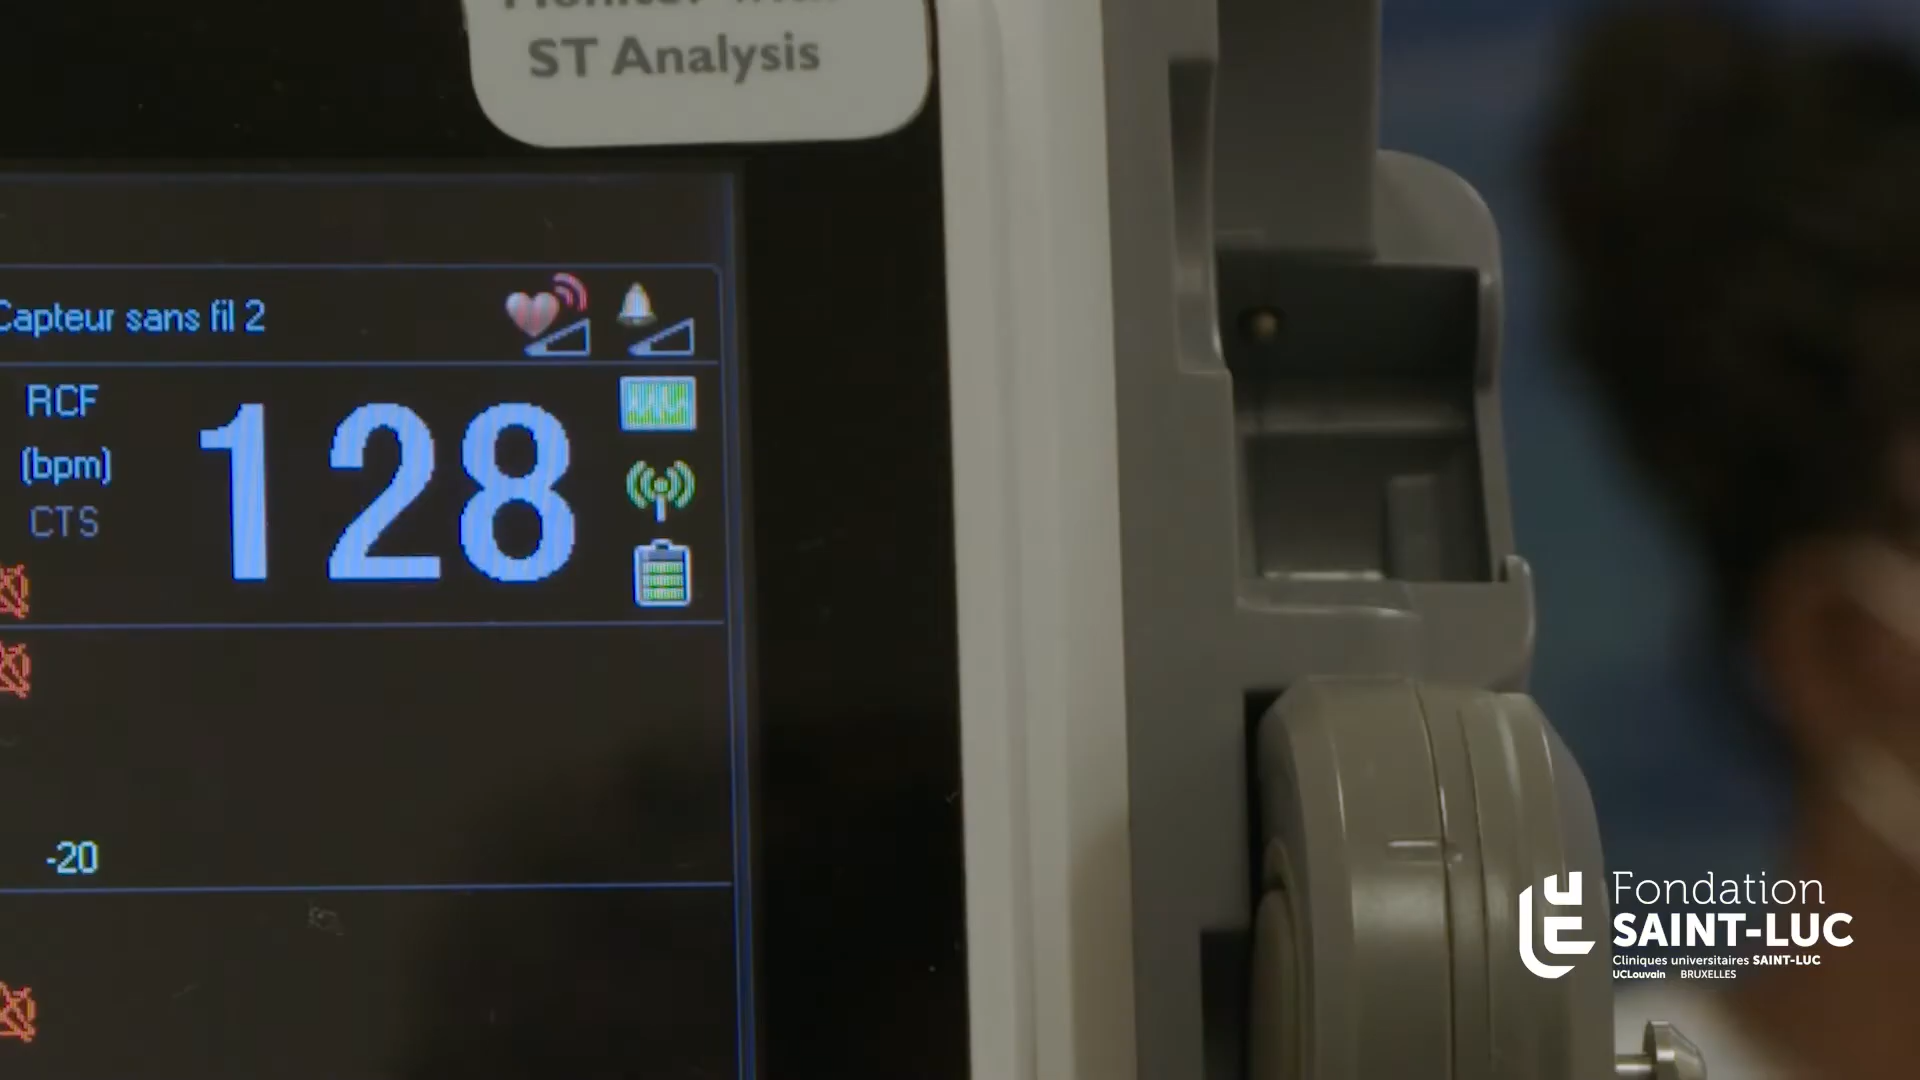 ST Analysis
Capteur sans fil 2
RCF
(bpm)
CTS
128
-20
Fondation
SAINT-LUC
Cliniques universitaires SAINT-LUC
UCLouvain BRUXELLES